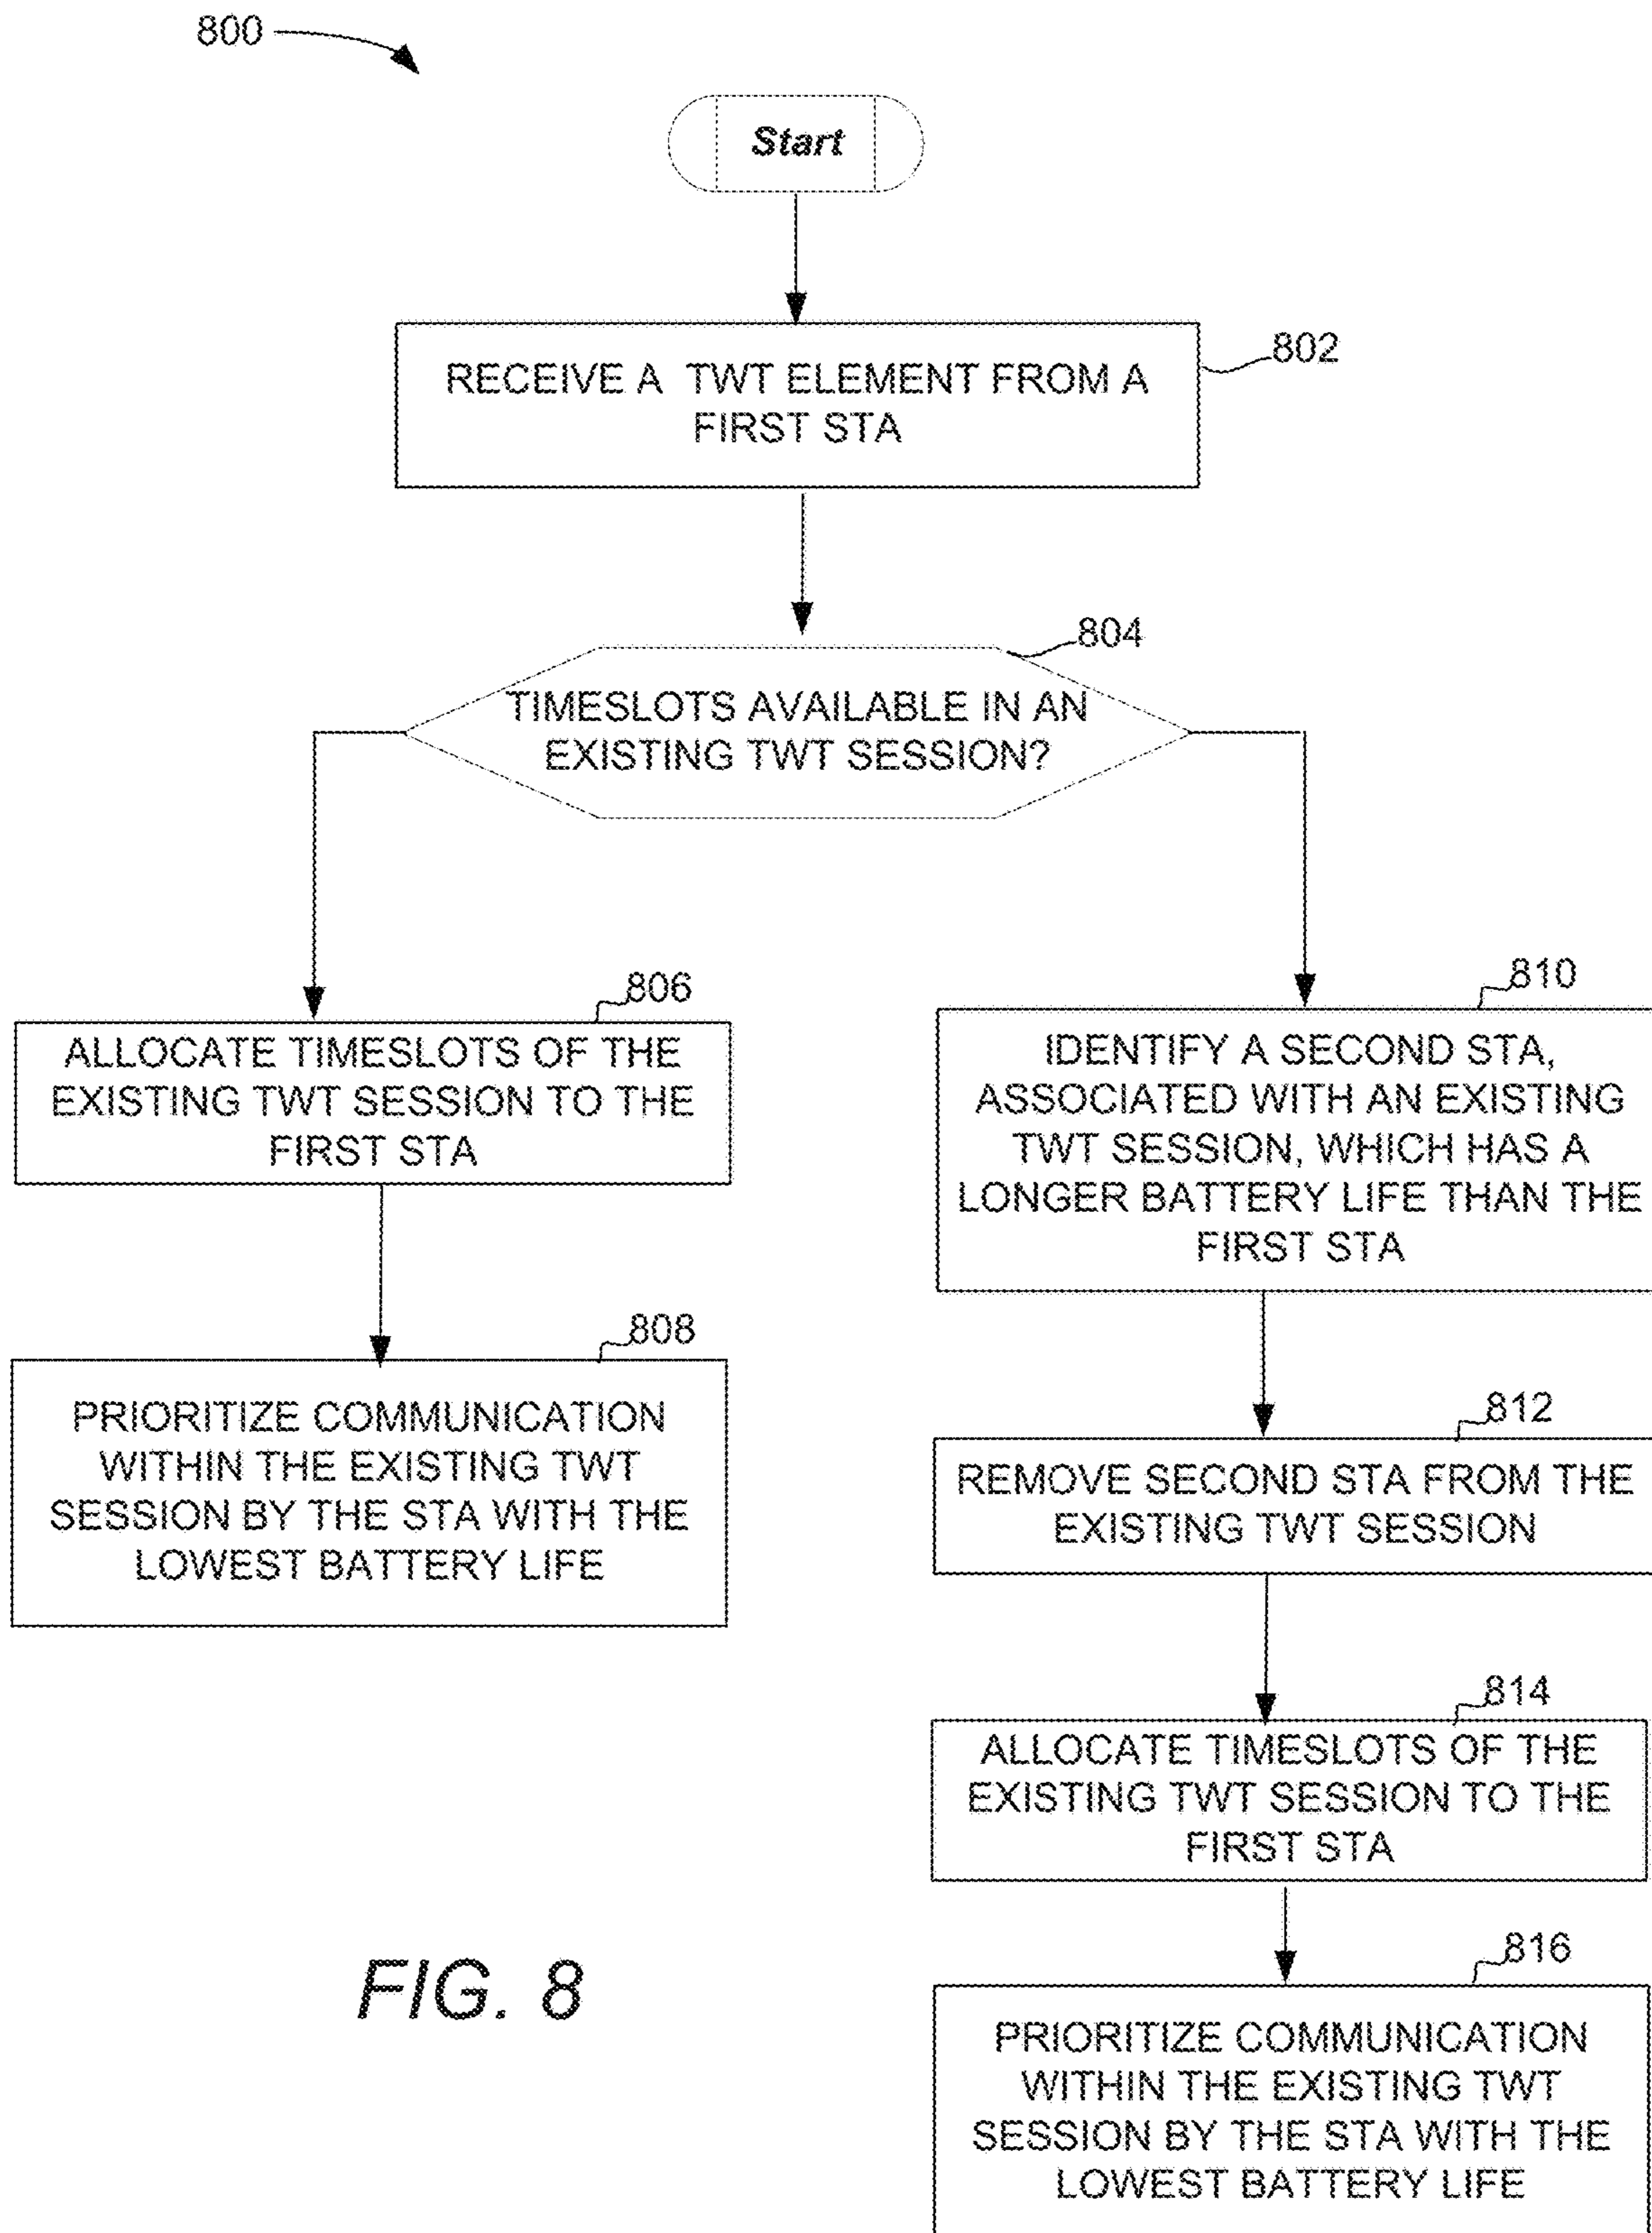 800
Start
802
RECEIVE A TWT ELEMENT FROM A
FIRST STA
804
TIMESLOTS AVAILABLE IN AN
EXISTING TWT SESSION?
806
ALLOCATE TIMESLOTS OF THE
EXISTING TWT SESSION TO THE
FIRST STA
808
PRIORITIZE COMMUNICATION
WITHIN THE EXISTING TWT
SESSION BY THE STA WITH THE
LOWEST BATTERY LIFE
810
IDENTIFY A SECOND STA,
ASSOCIATED WITH AN EXISTING
TWT SESSION, WHICH HAS A
LONGER BATTERY LIFE THAN THE
FIRST STA
812
REMOVE SECOND STA FROM THE
EXISTING TWT SESSION
814
ALLOCATE TIMESLOTS OF THE
EXISTING TWT SESSION TO THE
FIRST STA
816
PRIORITIZE COMMUNICATION
WITHIN THE EXISTING TWT
SESSION BY THE STA WITH THE
LOWEST BATTERY LIFE
FIG. 8